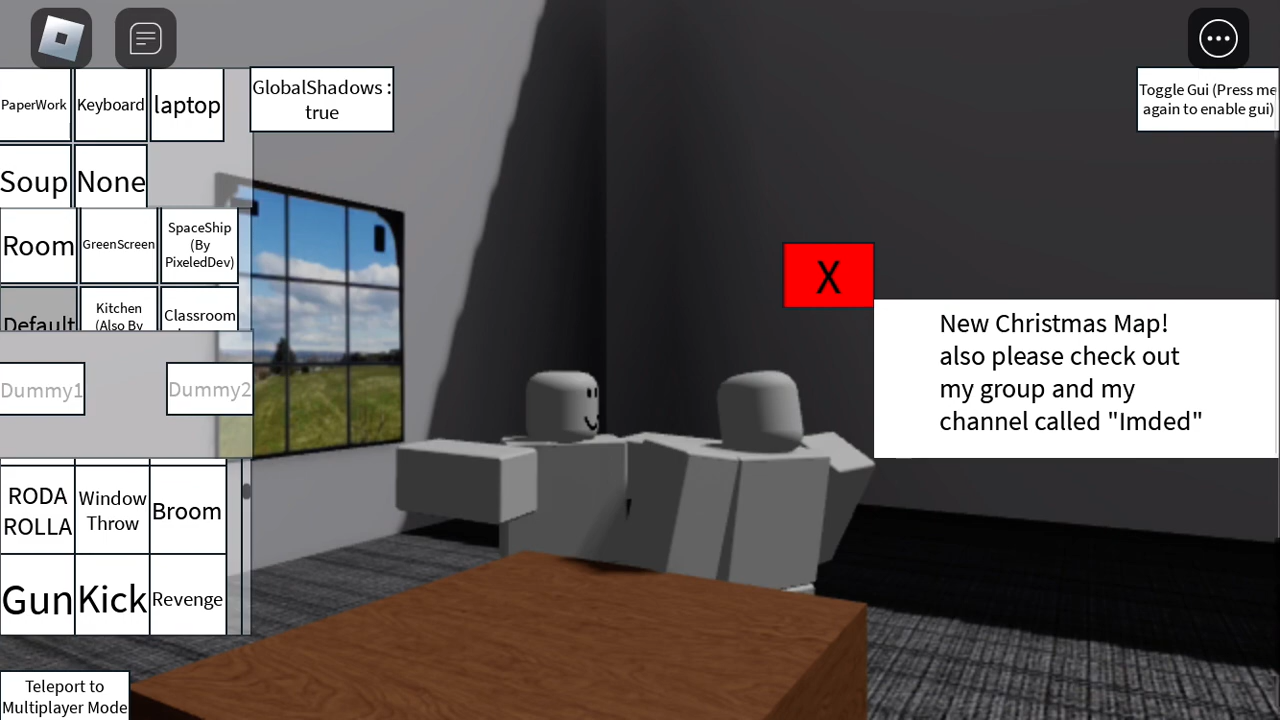 PaperWork
Keyboard
laptop
GlobalShadows :
true
Toggle Gui (Press me
again to enable gui)
Soup
None
Room
GreenScreen
SpaceShip
(By
PixeledDev)
Default
Kitchen
(Also By
Classroom
X
New Christmas Map!
also please check out
my group and my
channel called "Imded"
Dummy1
Dummy2
RODA
ROLLA
Window
Throw
Broom
Gun
Kick
Revenge
Teleport to
Multiplayer Mode